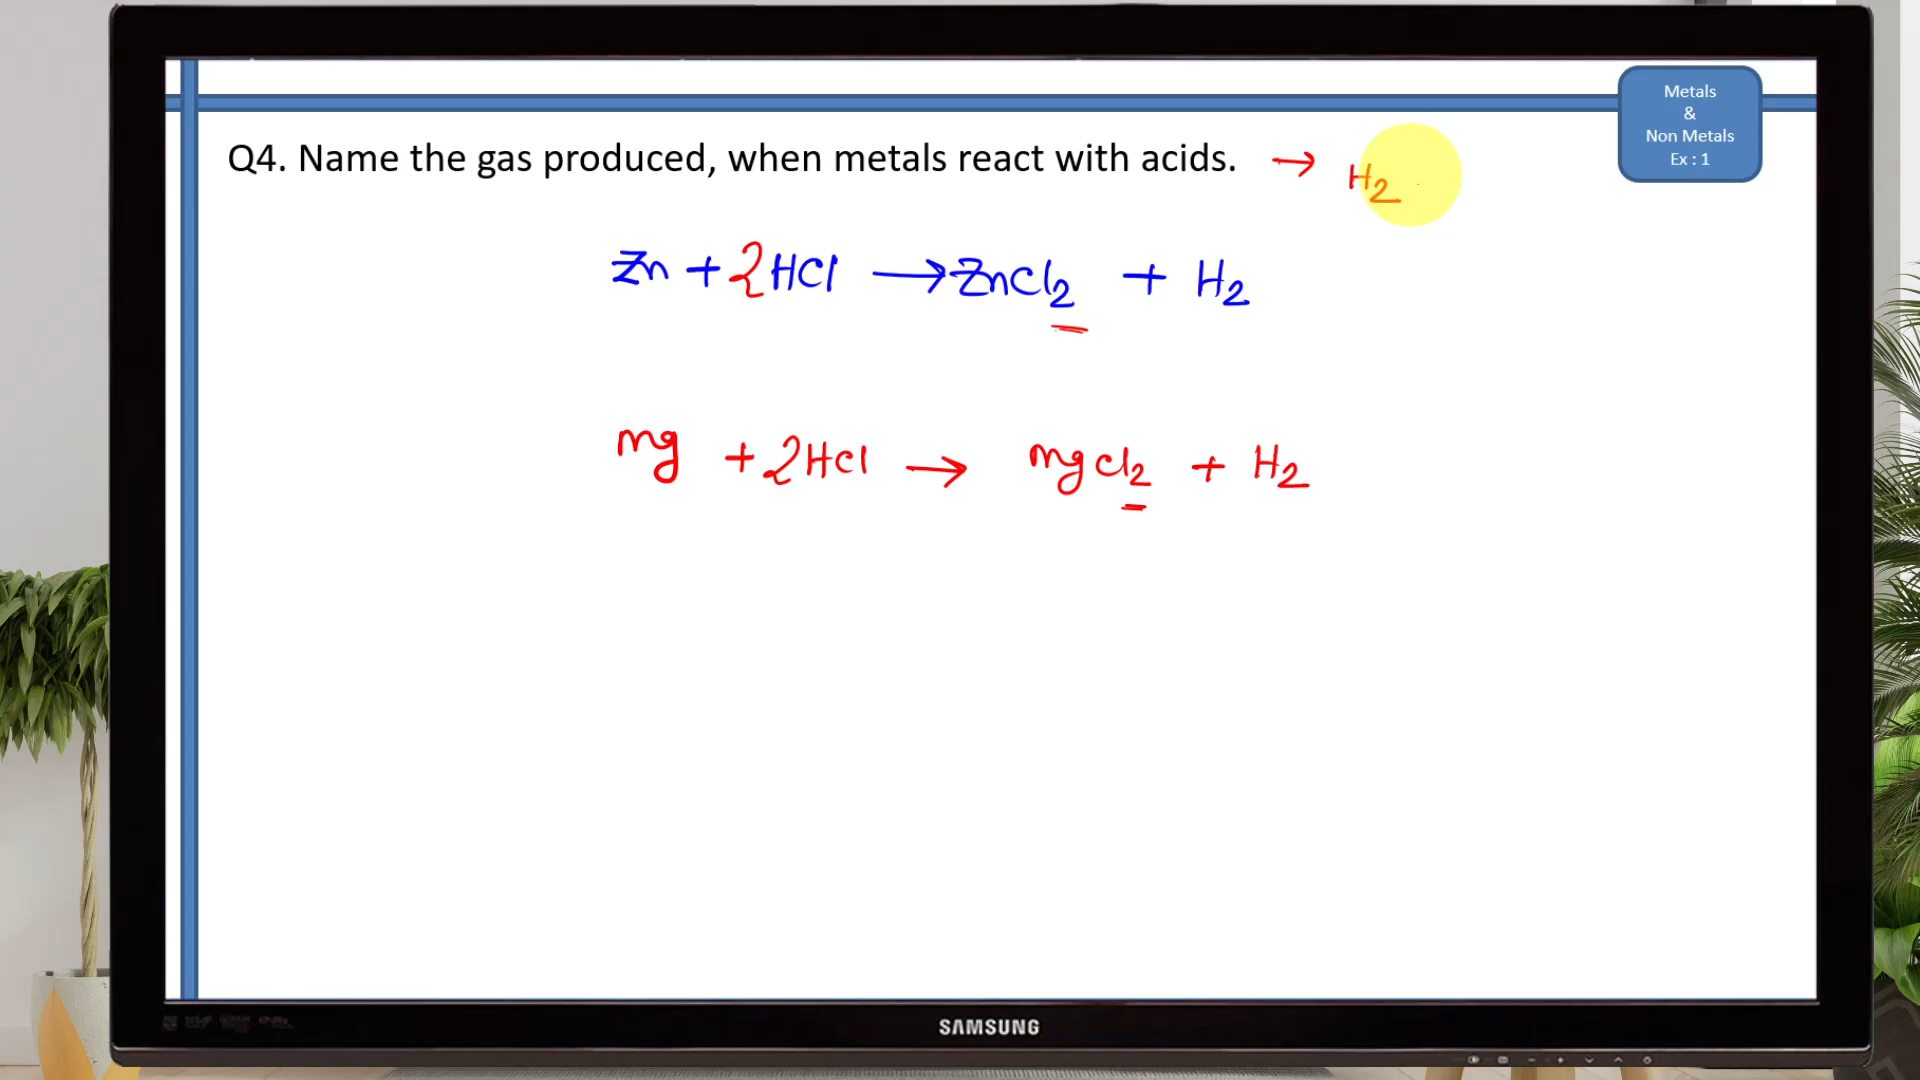 Metals
&
Non Metals
Ex : 1
Q4. Name the gas produced, when metals react with acids. → H₂
Zn + 2HCl → ZnCl₂ + H₂
mg + 2HCl → mgCl₂ + H₂
SAMSUNG